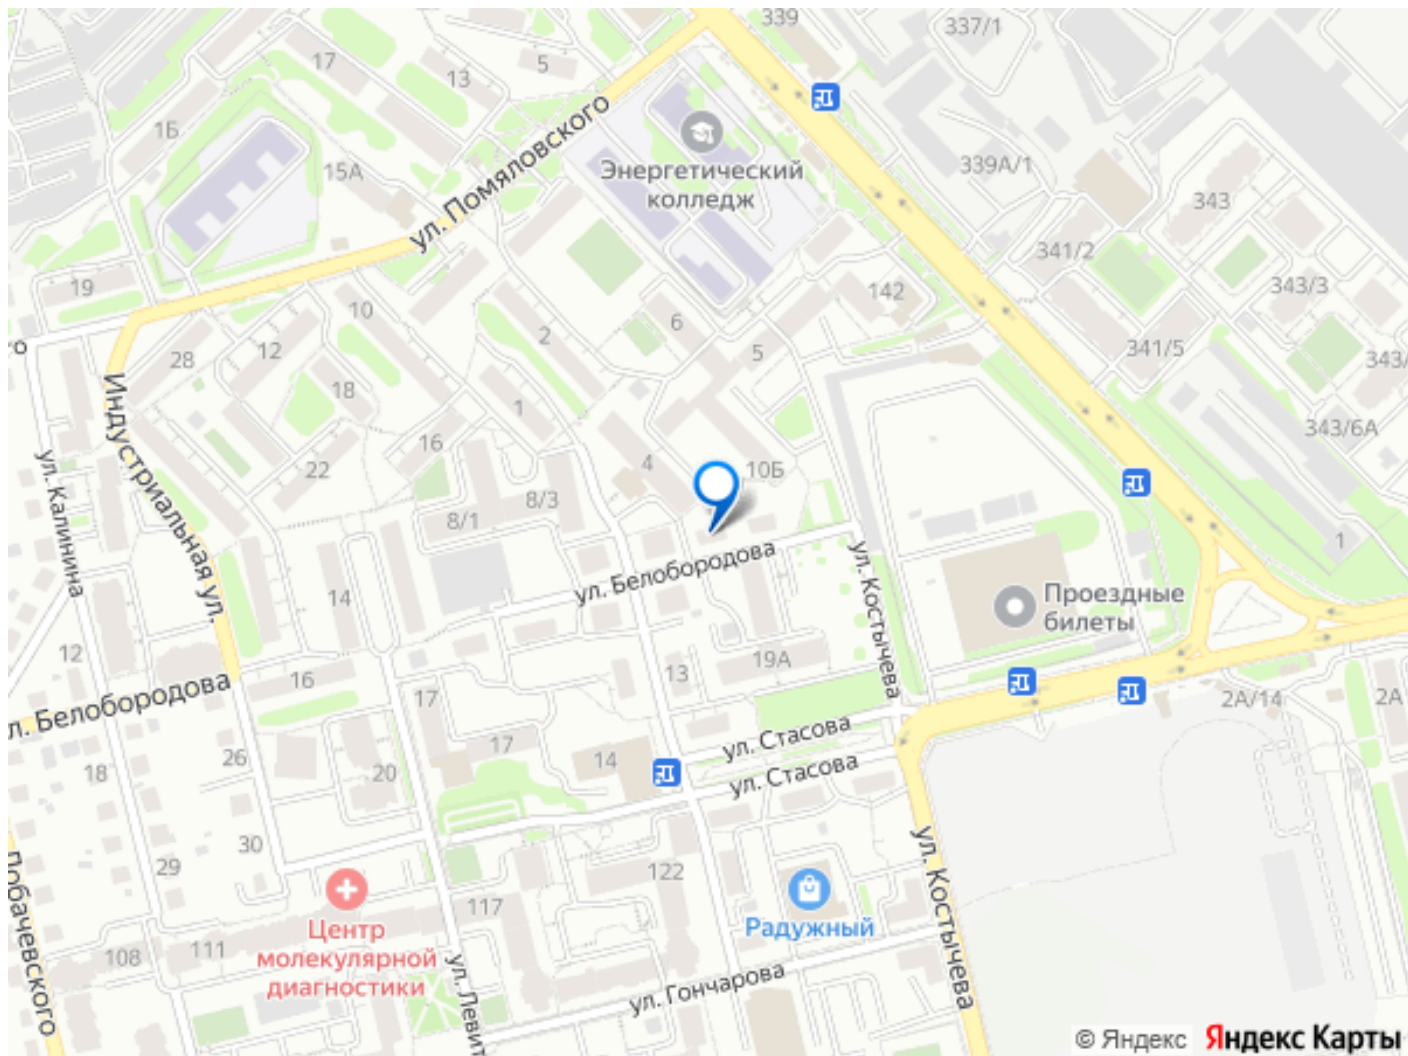 339
337/1
17
13
5
1Б
15А
ул. Помяловского
Энергетический
колледж
339А/1
343
341/2
343/3
19
142
10
2
6
5
341/5
343/
го
12
28
18
1
Индустриальная ул.
16
343/6А
ул. Калинина
22
4
10Б
8/3
8/1
1
ул. Белобородова
ул. Костычева
Проездные
билеты
14
12
16
13
19А
л. Белобородова
17
2А/14
2А
17
14
ул. Стасова
ул. Стасова
18
26
20
30
29
122
ул. Костычева
Лобачевского
117
Радужный
Центр
молекулярной
диагностики
108
111
ул. Левит
ул. Гончарова
© Яндекс
Яндекс Карты